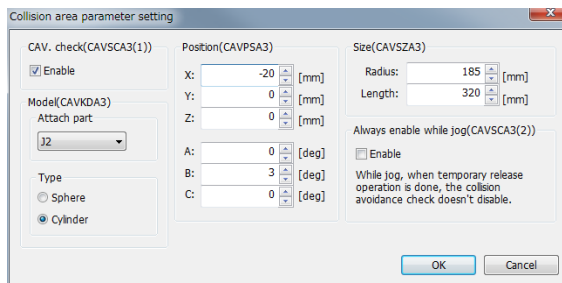 Collision area parameter setting
CAV. check(CAVSCA3(1))
Enable
Model(CAVKDA3)
Attach part
J2
Type
Sphere
Cylinder
Position(CAVPSA3)
X: -20 [mm]
Y: 0 [mm]
Z: 0 [mm]
A: 0 [deg]
B: 3 [deg]
C: 0 [deg]
Size(CAVSZA3)
Radius: 185 [mm]
Length: 320 [mm]
Always enable while jog(CAVSCA3(2))
Enable
While jog, when temporary release
operation is done, the collision
avoidance check doesn't disable.
OK Cancel